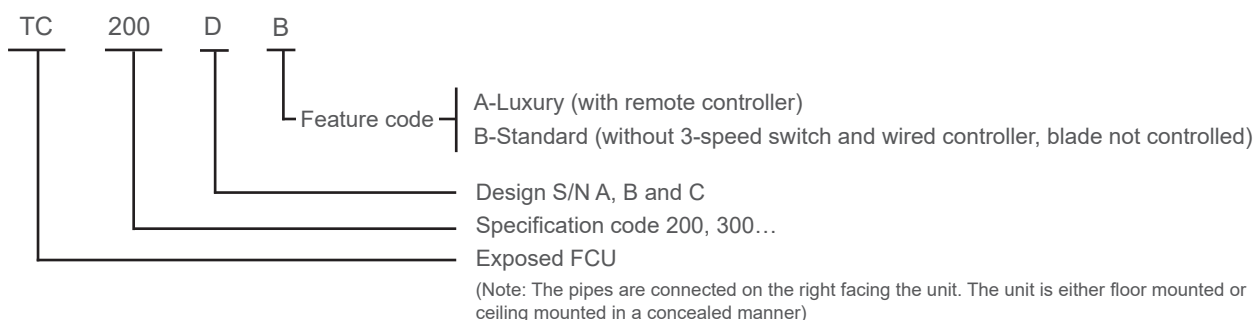 TC 200 D B
A-Luxury (with remote controller)
Feature code
B-Standard (without 3-speed switch and wired controller, blade not controlled)
Design S/N A, B and C
Specification code 200, 300…
Exposed FCU
(Note: The pipes are connected on the right facing the unit. The unit is either floor mounted or
ceiling mounted in a concealed manner)